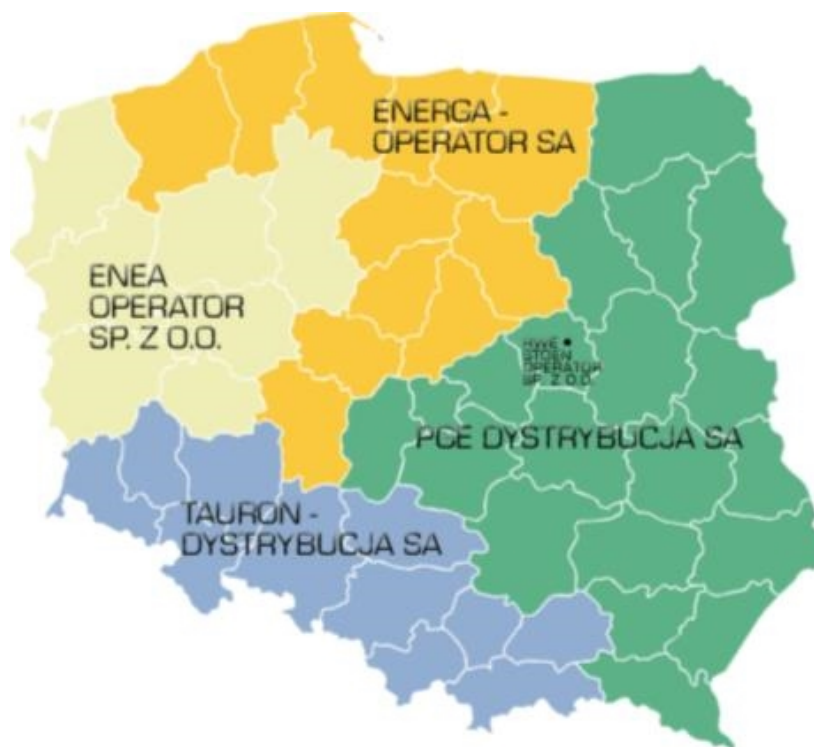 ENERGA -
OPERATOR SA
ENEA
OPERATOR
SP. Z O.O.
RWE
STOEN
OPERATOR
SP. Z O.O.
PGE DYSTRYBUCJA SA
TAURON -
DYSTRYBUCJA SA